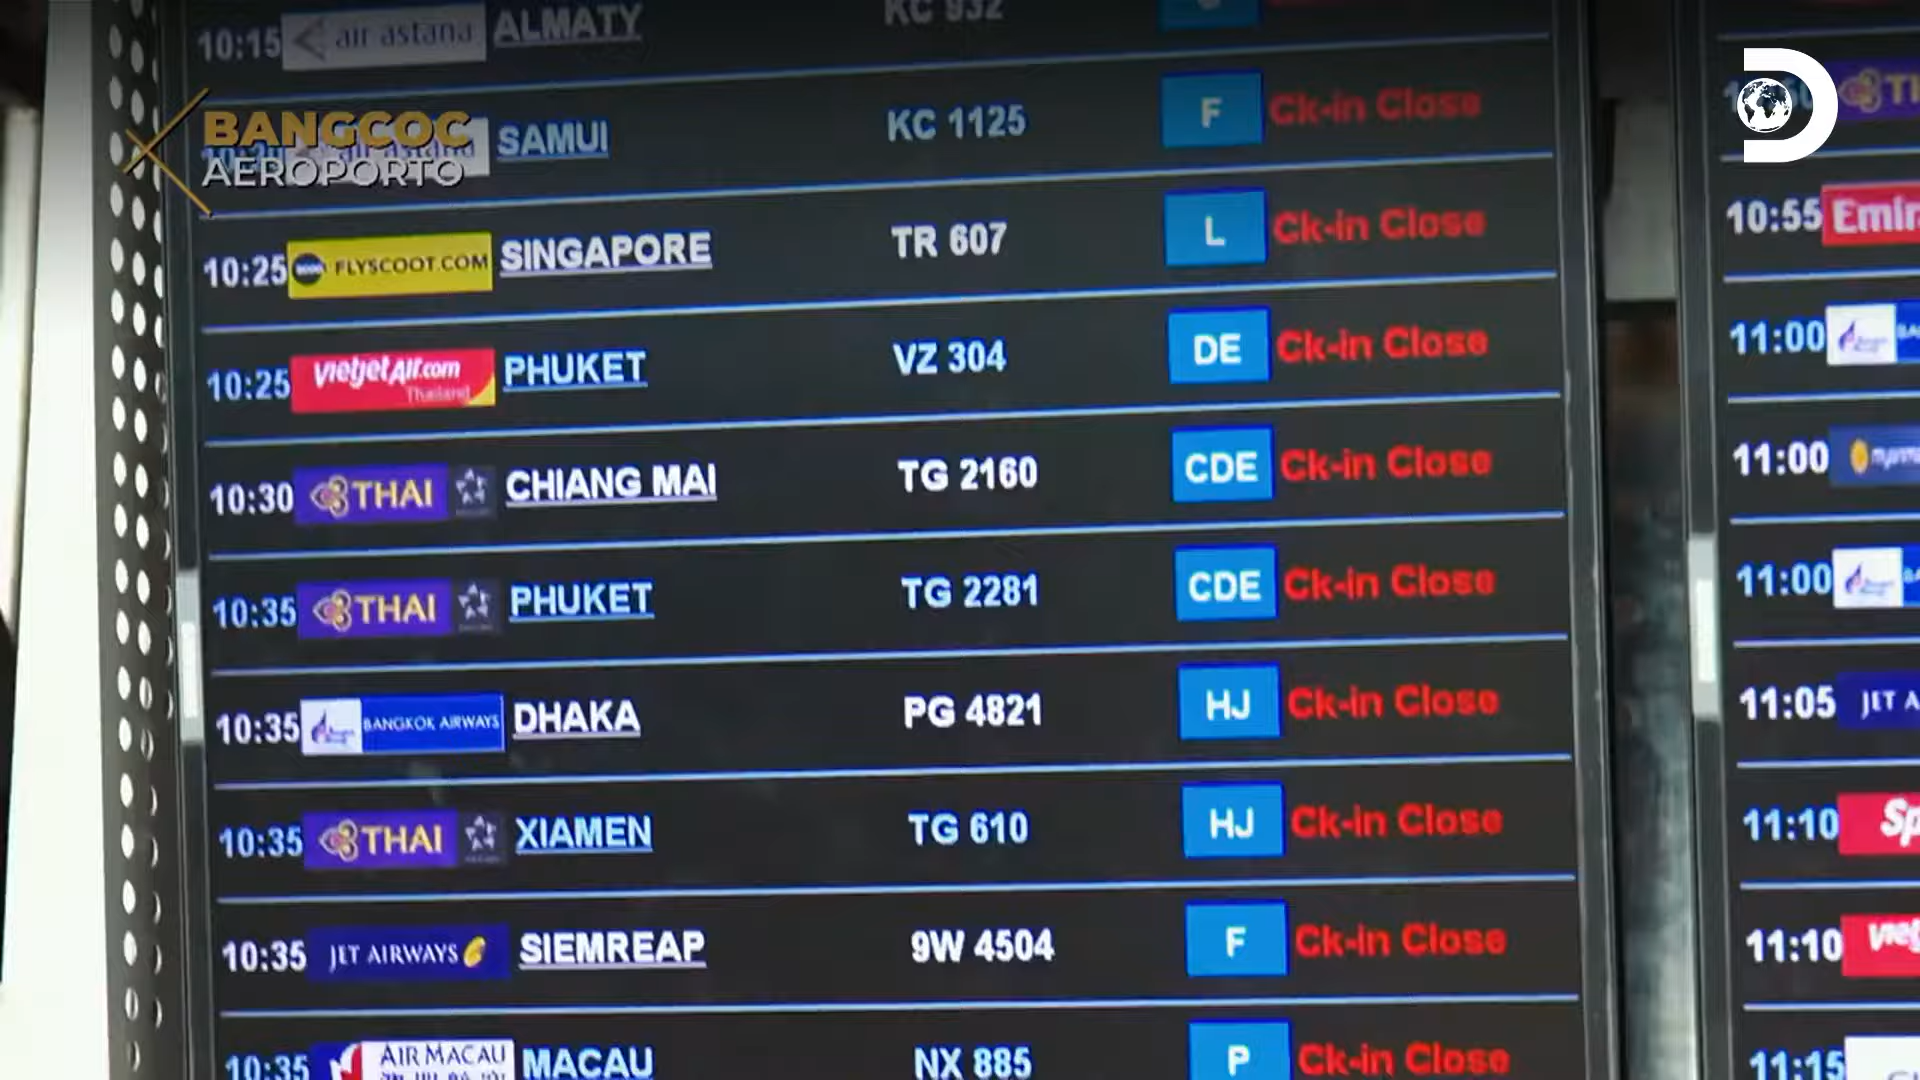 10:15 air astana ALMATY KC 932
BANGCOC
AEROPORTO
air astana SAMUI KC 1125 F Ck-in Close
10:25 FLYSCOOT.COM SINGAPORE TR 607 L Ck-in Close
10:25 vietjetAir.com Thailand PHUKET VZ 304 DE Ck-in Close
10:30 THAI CHIANG MAI TG 2160 CDE Ck-in Close
10:35 THAI PHUKET TG 2281 CDE Ck-in Close
10:35 BANGKOK AIRWAYS DHAKA PG 4821 HJ Ck-in Close
10:35 THAI XIAMEN TG 610 HJ Ck-in Close
10:35 JET AIRWAYS SIEMREAP 9W 4504 F Ck-in Close
10:35 AIR MACAU MACAU NX 885 P Ck-in Close
10:55
11:00
11:00
11:00
11:05 JET
11:10
11:10
11:15